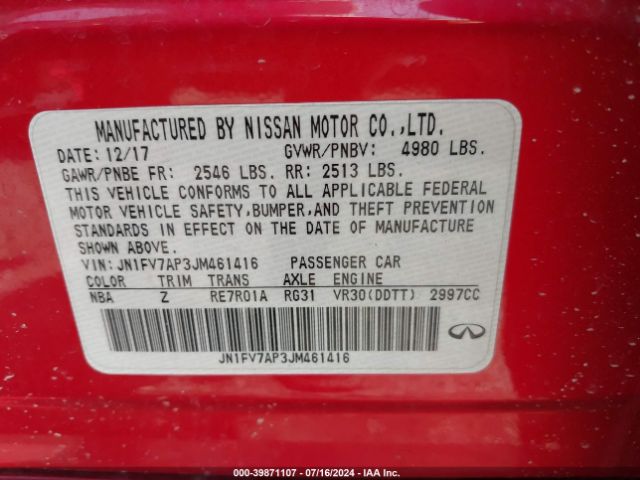 MANUFACTURED BY NISSAN MOTOR CO.,LTD.
DATE: 12/17 GVWR/PNBV: 4980 LBS.
GAWR/PNBE FR: 2546 LBS. RR: 2513 LBS.
THIS VEHICLE CONFORMS TO ALL APPLICABLE FEDERAL
MOTOR VEHICLE SAFETY,BUMPER,AND THEFT PREVENTION
STANDARDS IN EFFECT ON THE DATE OF MANUFACTURE
SHOWN ABOVE.
VIN:JN1FV7AP3JM461416 PASSENGER CAR
COLOR TRIM TRANS AXLE ENGINE
NBA Z RE7R01A RG31 VR30(DDTT) 2997CC
JN1FV7AP3JM461416
INFINITI
000-39871107 | 07/16/2024 | IAA Inc.